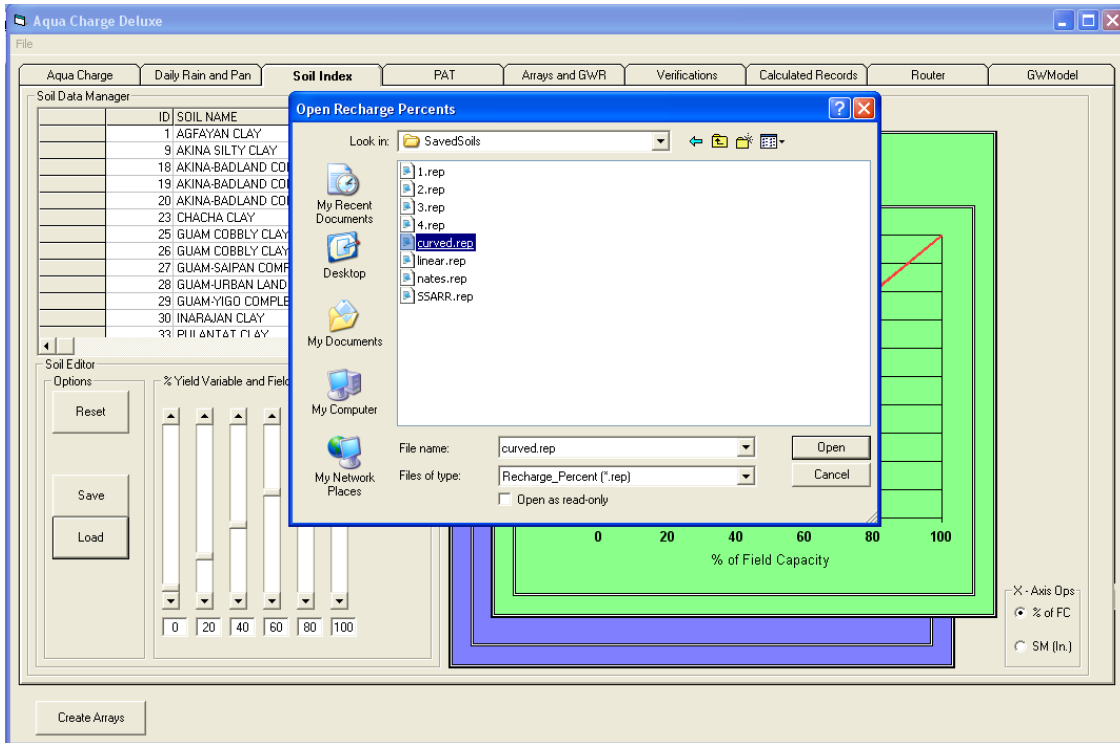 Aqua Charge Deluxe
File
Aqua Charge
Daily Rain and Pan
Soil Index
PAT
Arrays and GWR
Verifications
Calculated Records
Router
GWModel
Soil Data Manager
ID SOIL NAME
1 AGFAYAN CLAY
9 AKINA SILTY CLAY
18 AKINA-BADLAND CO
19 AKINA-BADLAND CO
20 AKINA-BADLAND CO
23 CHACHA CLAY
25 GUAM COBBLY CLAY
26 GUAM COBBLY CLAY
27 GUAM-SAIPAN COMP
28 GUAM-URBAN LAND
29 GUAM-YIGO COMPLE
30 INARAJAN CLAY
33 PULANTAT CLAY
Open Recharge Percents
Look in:
SavedSoils
My Recent
Documents
Desktop
My Documents
My Computer
My Network
Places
1.rep
2.rep
3.rep
4.rep
curved.rep
linear.rep
nates.rep
SSARR.rep
File name:
curved.rep
Open
Files of type:
Recharge_Percent (*.rep)
Cancel
Open as read-only
Soil Editor
Options
Reset
Save
Load
% Yield Variable and Field
0 20 40 60 80 100
0 20 40 60 80 100
% of Field Capacity
X - Axis Ops
% of FC
SM (In.)
Create Arrays